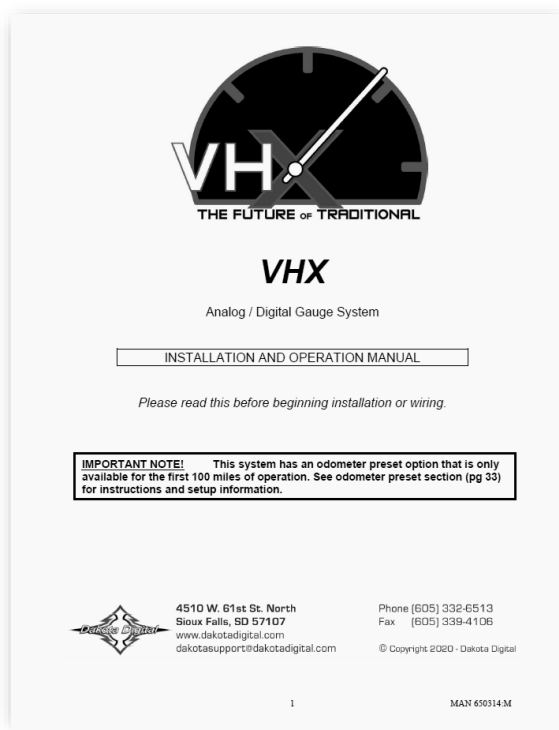 VHX
THE FUTURE OF TRADITIONAL
VHX
Analog / Digital Gauge System
INSTALLATION AND OPERATION MANUAL
Please read this before beginning installation or wiring.
IMPORTANT NOTE! This system has an odometer preset option that is only
available for the first 100 miles of operation. See odometer preset section (pg 33)
for instructions and setup information.
Dakota Digital
4510 W. 61st St. North
Sioux Falls, SD 57107
www.dakotadigital.com
dakotasupport@dakotadigital.com
Phone (605) 332-6513
Fax (605) 339-4106
© Copyright 2020 - Dakota Digital
1 MAN 650314:M